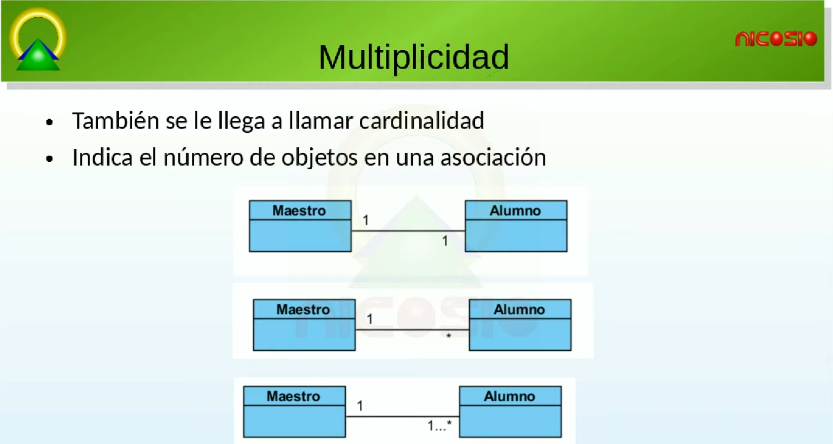 NICOSIO
Multiplicidad
• También se le llega a llamar cardinalidad
• Indica el número de objetos en una asociación
Maestro 1 1 Alumno
Maestro 1 * Alumno
Maestro 1 1...* Alumno
NICOSIO